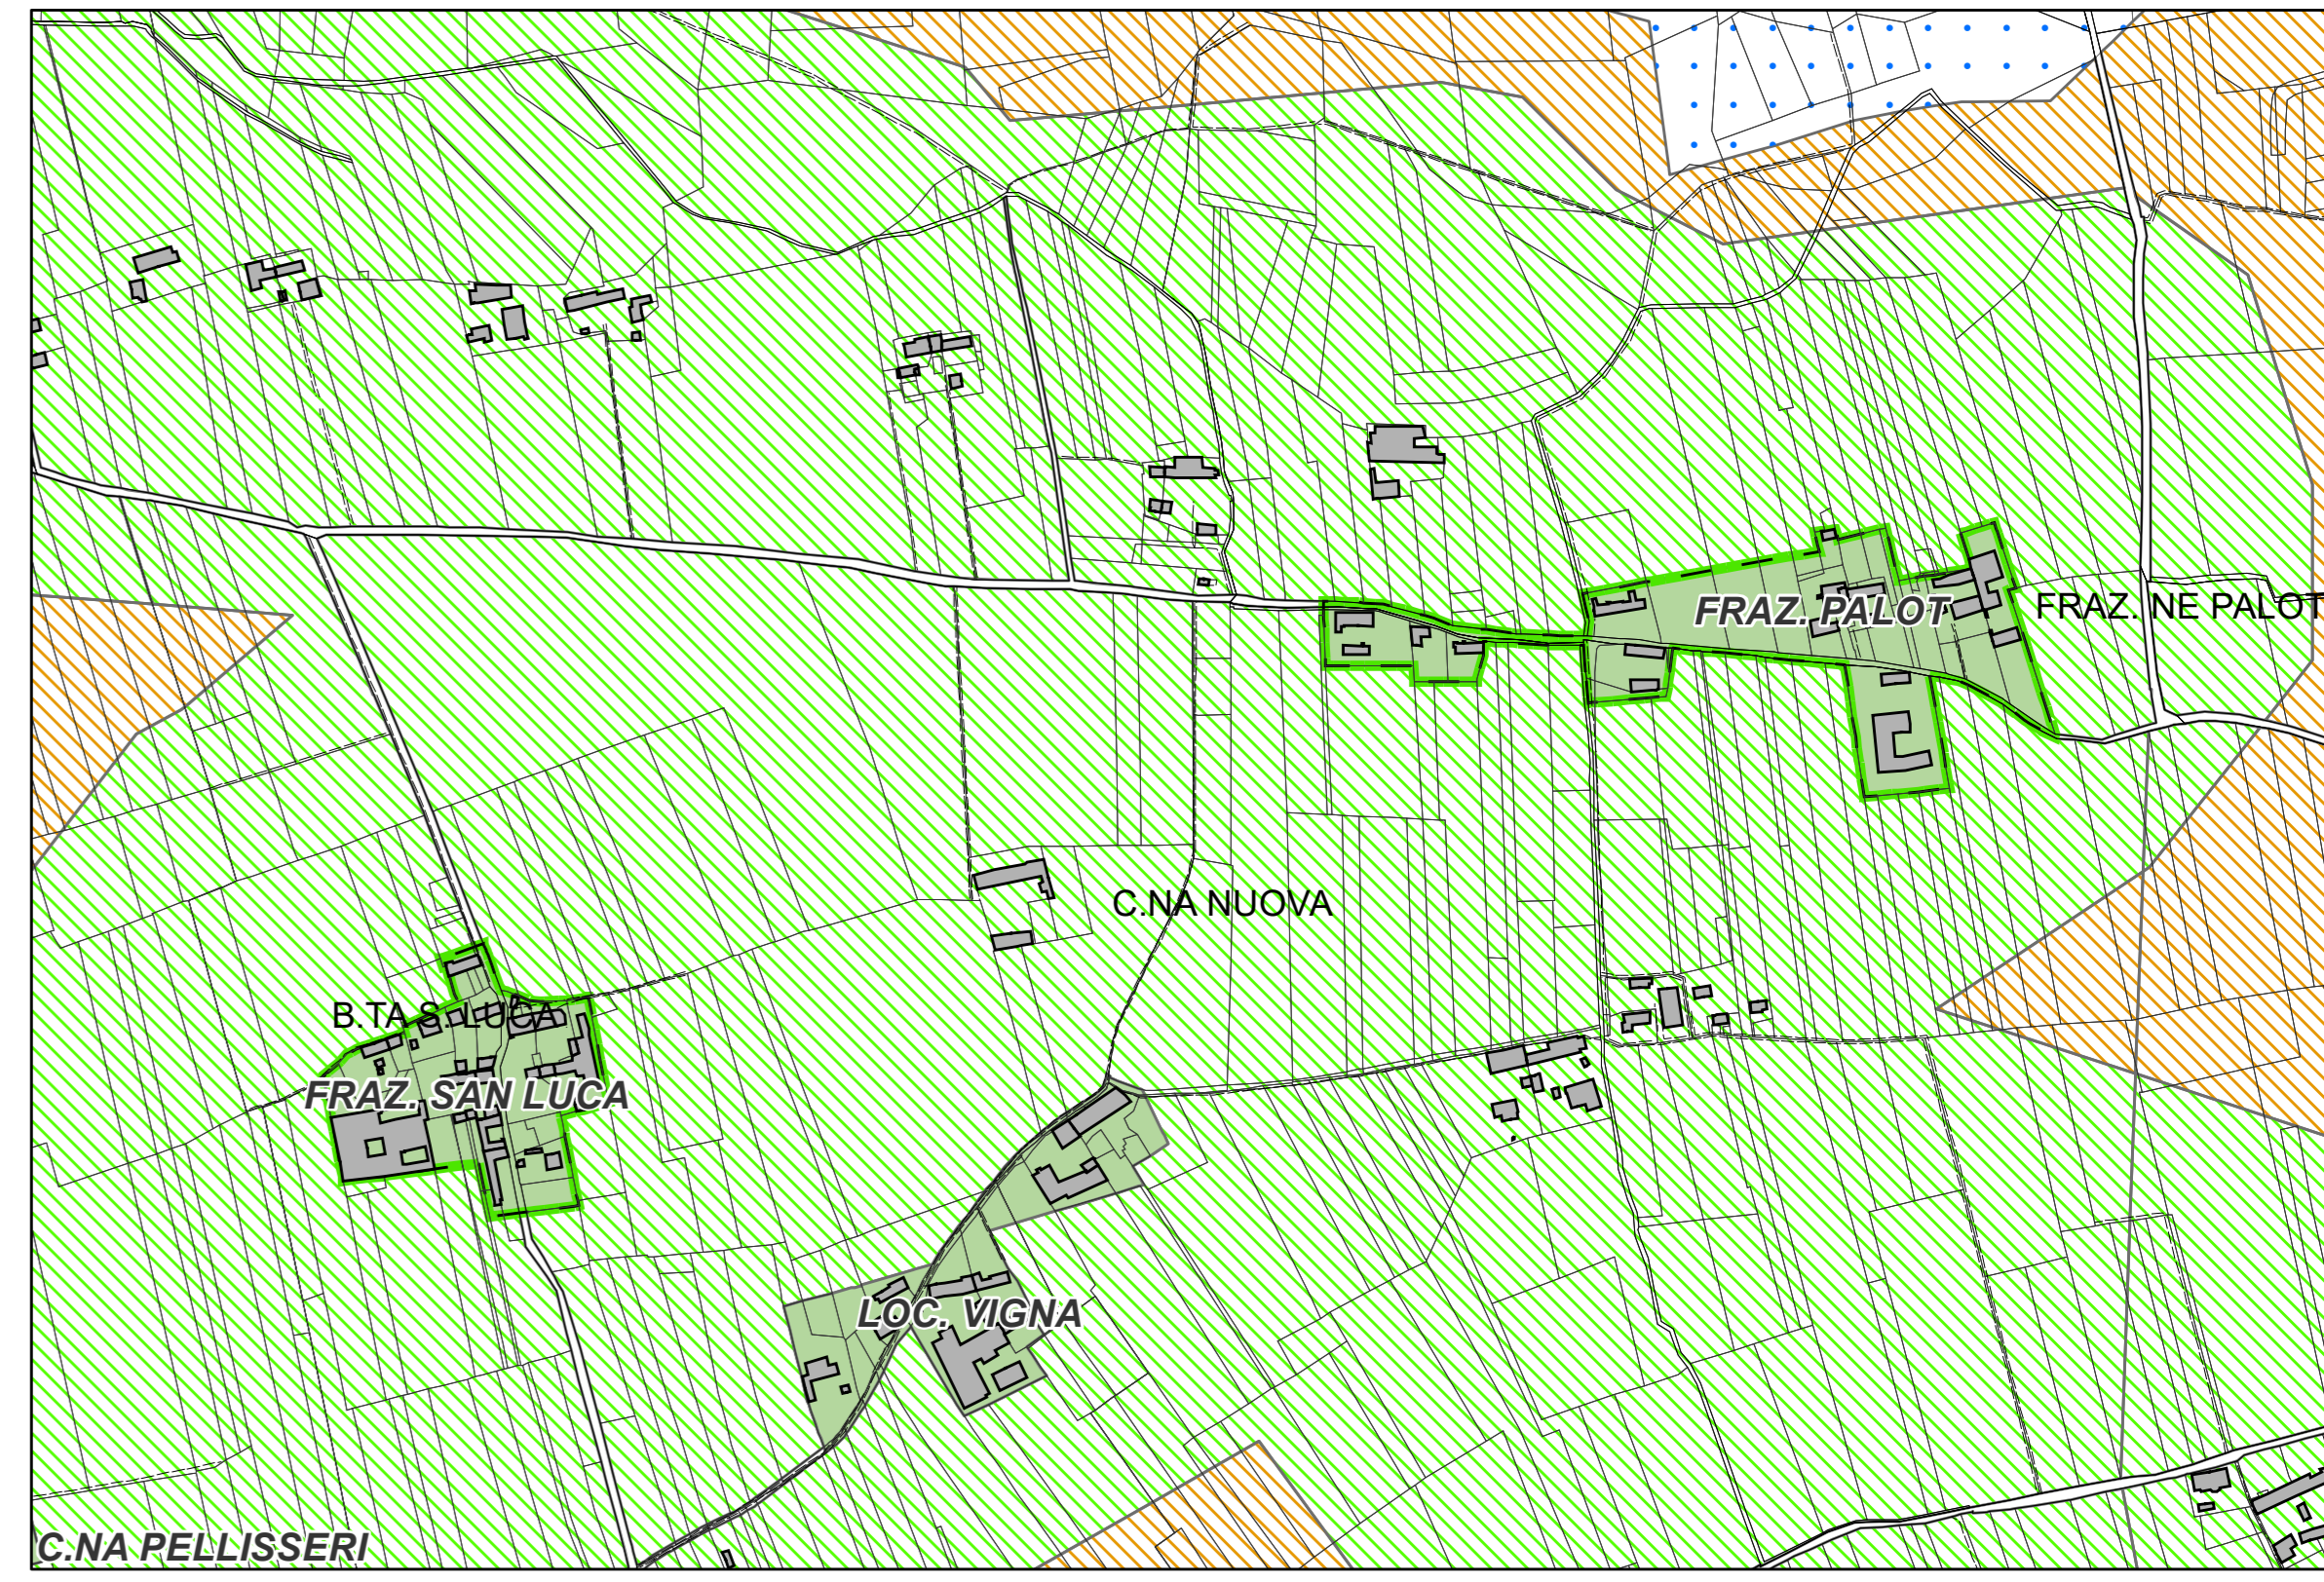 FRAZ. PALOT
FRAZ. NE PALOT
C.NA NUOVA
B.TA S. LUCA
FRAZ. SAN LUCA
LOC. VIGNA
C.NA PELLISSERI